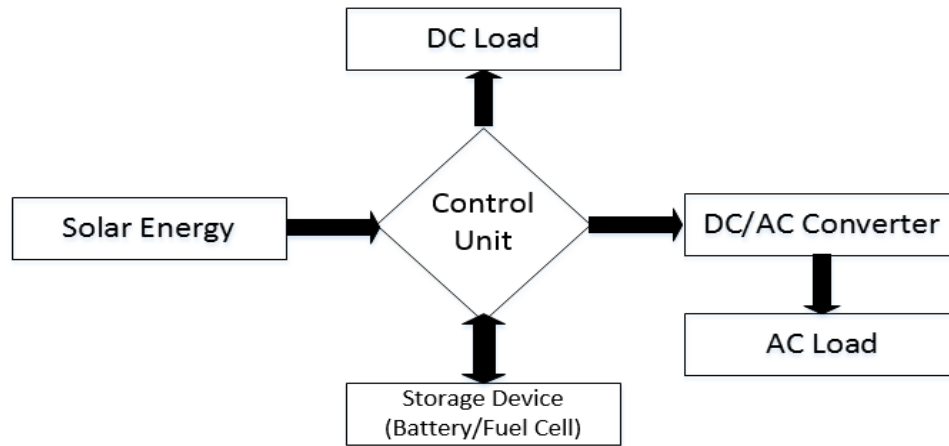 DC Load
Solar Energy
Control
Unit
DC/AC Converter
AC Load
Storage Device
(Battery/Fuel Cell)